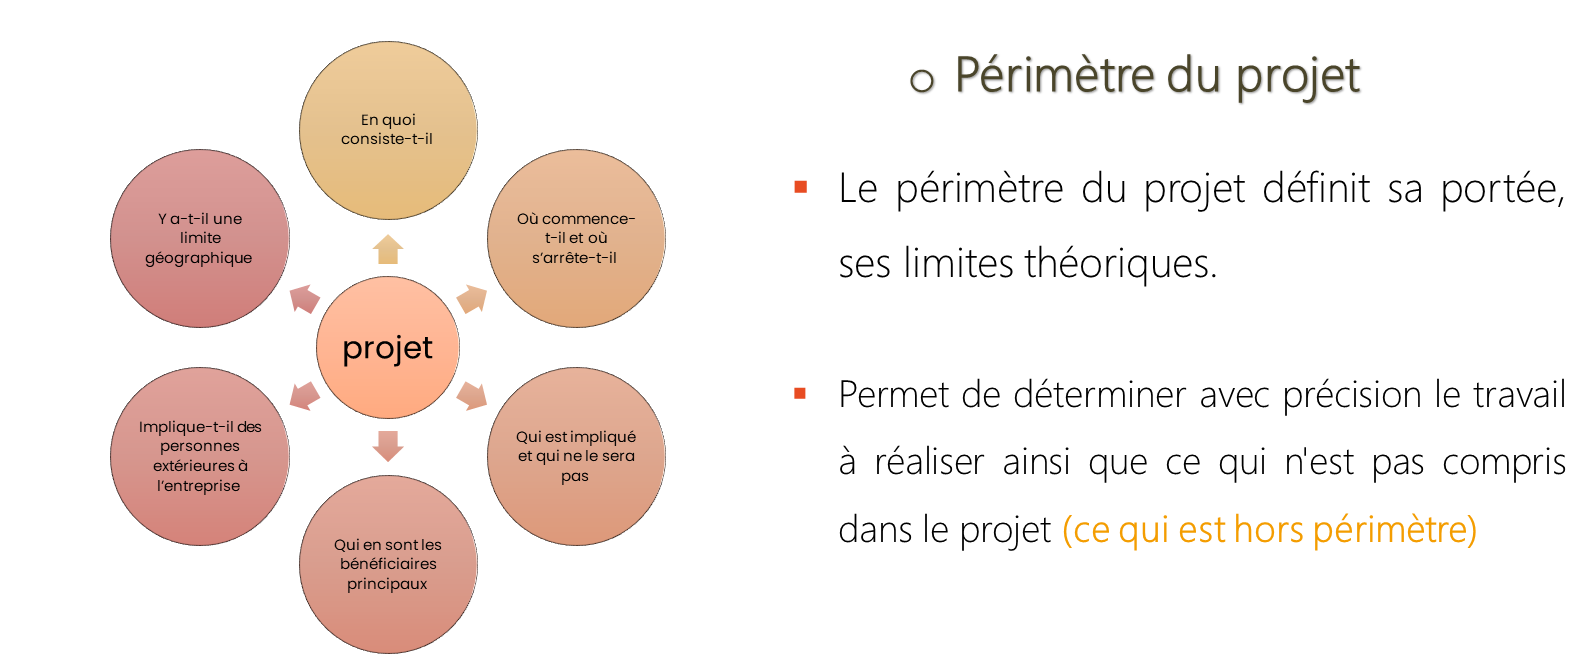 En quoi
consiste-t-il
Où commence-
t-il et où
s'arrête-t-il
Qui est impliqué
et qui ne le sera
pas
Qui en sont les
bénéficiaires
principaux
Implique-t-il des
personnes
extérieures à
l'entreprise
Y a-t-il une
limite
géographique
projet
o Périmètre du projet
▪ Le périmètre du projet définit sa portée,
ses limites théoriques.
▪ Permet de déterminer avec précision le travail
à réaliser ainsi que ce qui n'est pas compris
dans le projet (ce qui est hors périmètre)